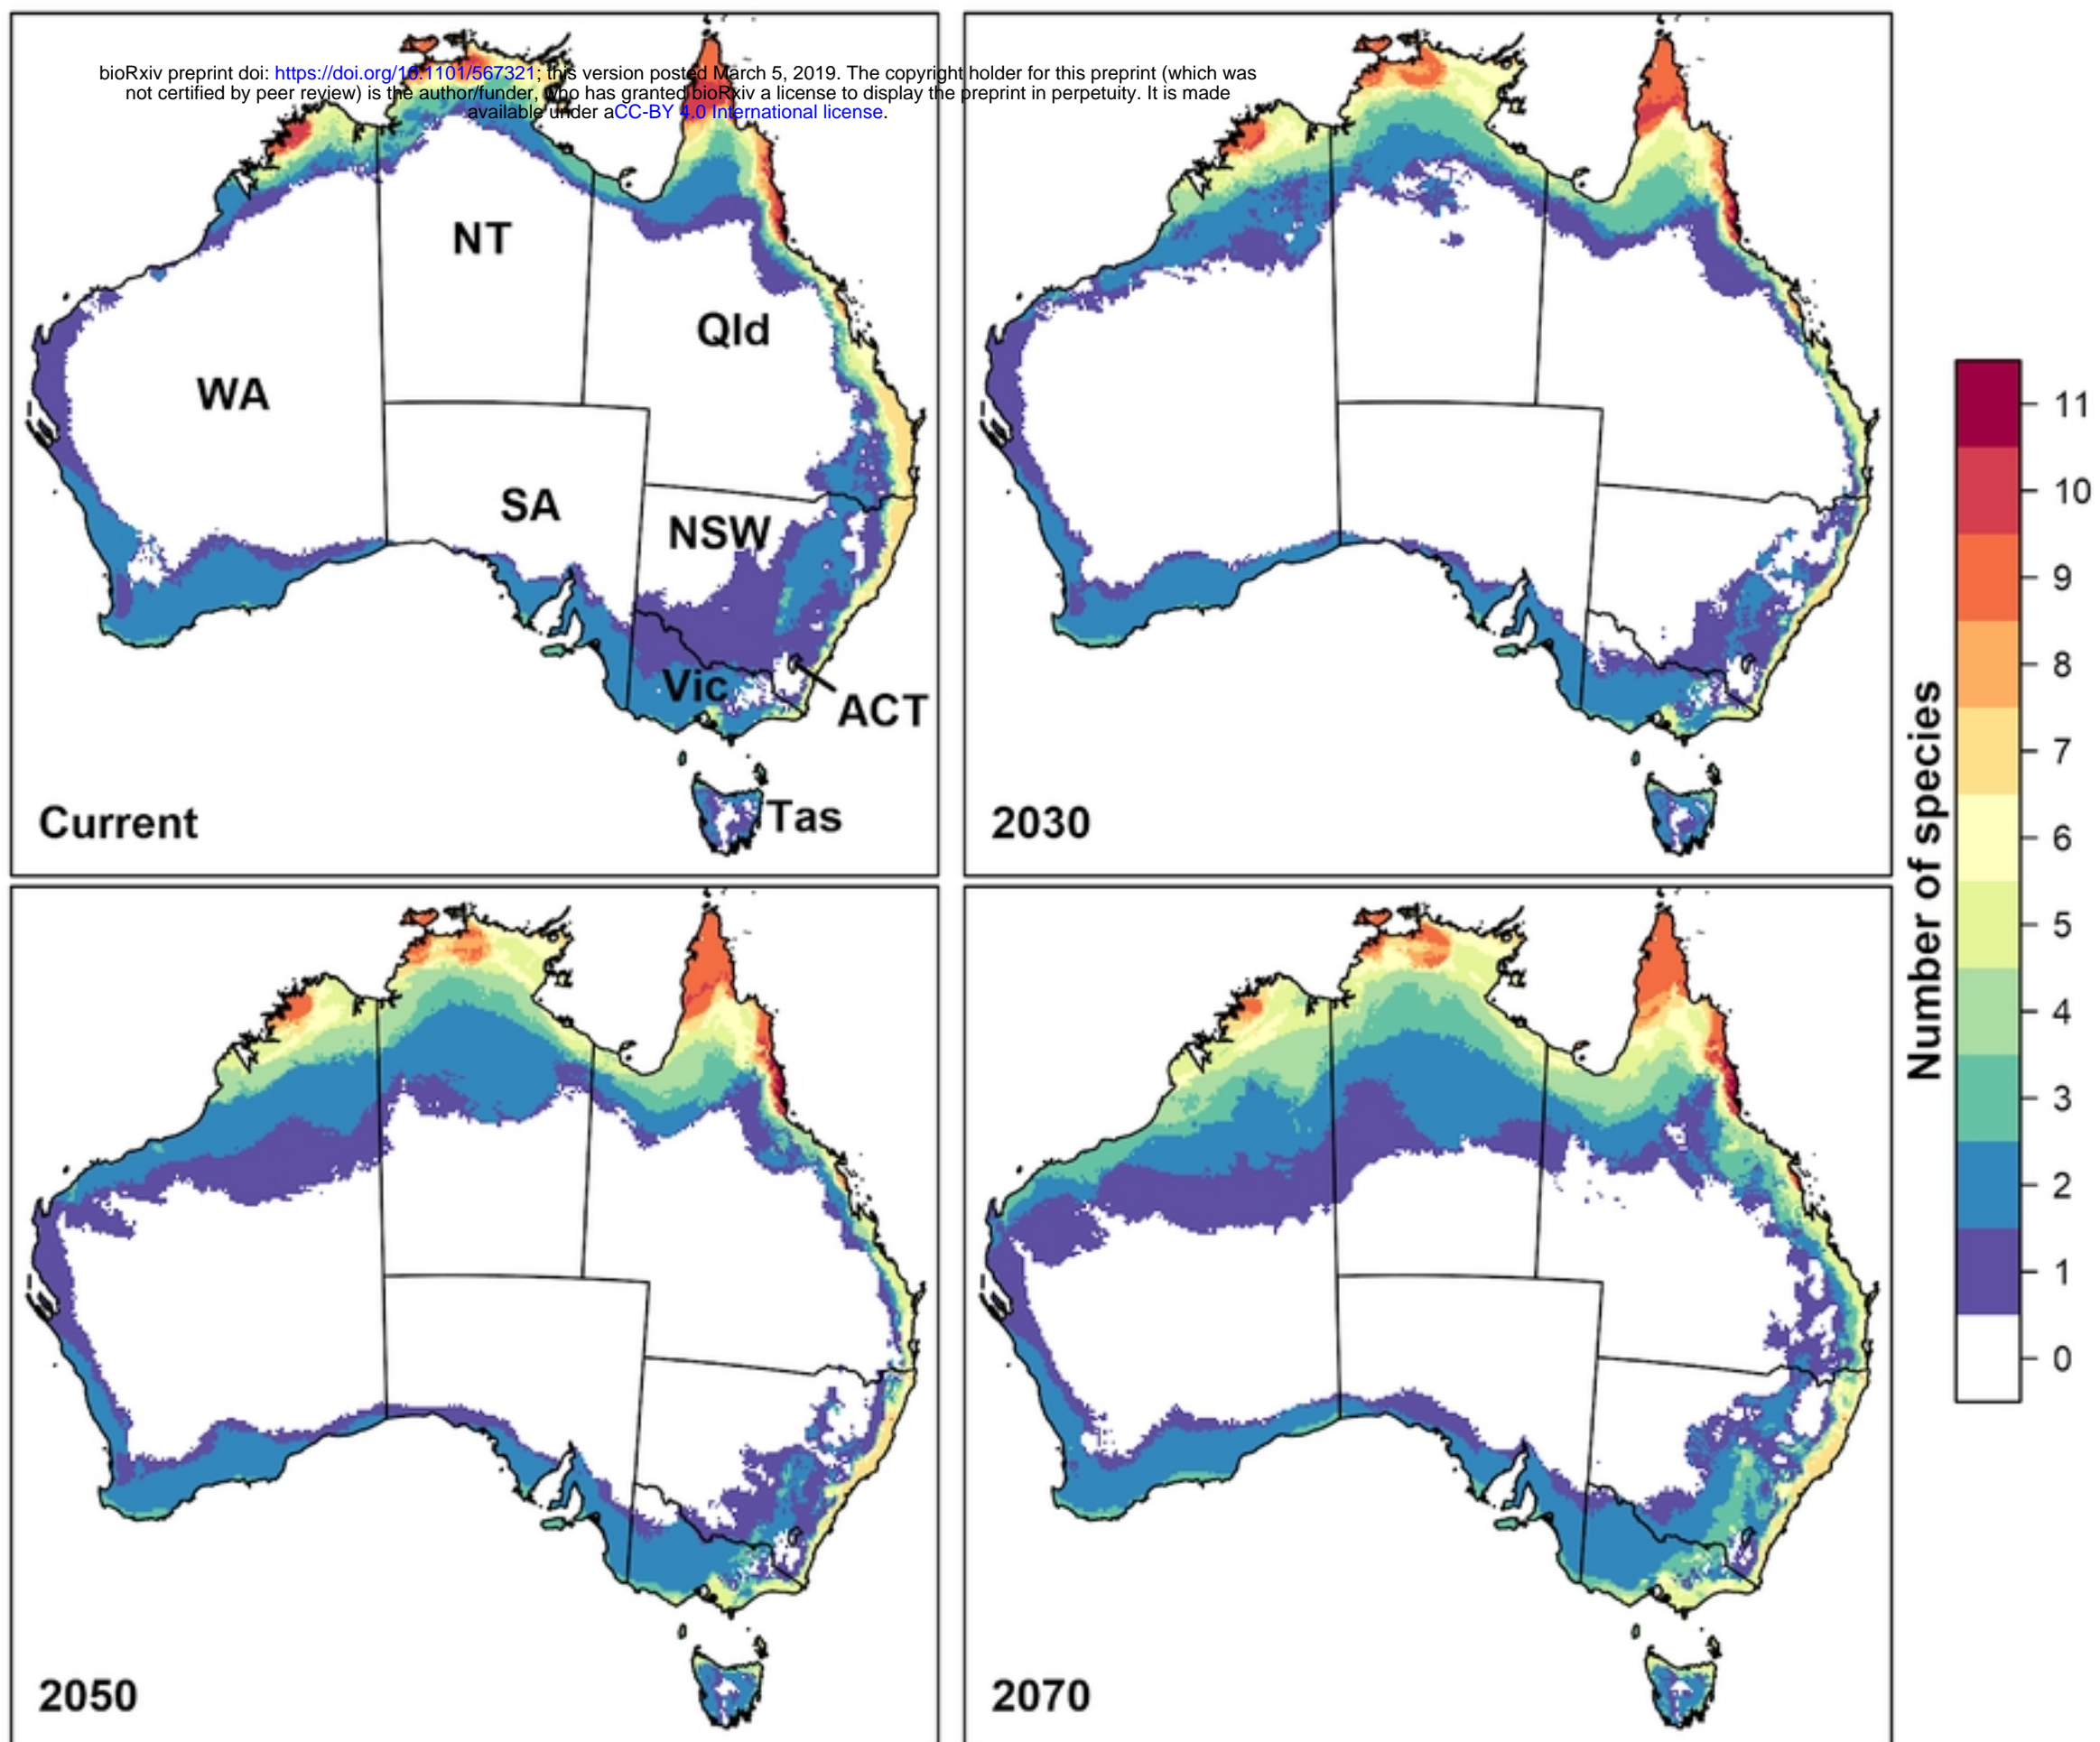 bioRxiv preprint doi: https://doi.org/10.1101/567321; this version posted March 5, 2019. The copyright holder for this preprint (which was
not certified by peer review) is the author/funder, who has granted bioRxiv a license to display the preprint in perpetuity. It is made
available under aCC-BY 4.0 International license.
NT
Qld
WA
SA
NSW
Vic
ACT
Tas
Current
2030
2050
2070
Number of species
11
10
9
8
7
6
5
4
3
2
1
0